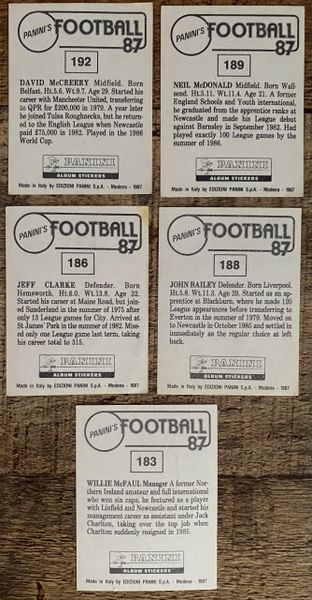 PANINI'S FOOTBALL 87
192
DAVID McCREERY Midfield. Born
Belfast. Ht.5.6. Wt.9.7. Age 29. Started his
career with Manchester United, transferring
to QPR for £200,000 in 1979. A year later
he joined Tulsa Roughnecks, but he return-
ed to the English League when Newcastle
paid £75,000 in 1982. Played in the 1986
World Cup.
PANINI
ALBUM STICKERS
Made in Italy by EDIZIONI PANINI S.p.A. - Modena - 1987
PANINI'S FOOTBALL 87
189
NEIL McDONALD Midfield. Born Wall-
send. Ht.5.11. Wt.11.4. Age 21. A former
England Schools and Youth international,
he graduated from the apprentice ranks at
Newcastle and made his League debut
against Barnsley in September 1982. Had
played exactly 100 League games by the
summer of 1986.
PANINI
ALBUM STICKERS
Made in Italy by EDIZIONI PANINI S.p.A. - Modena - 1987
PANINI'S FOOTBALL 87
186
JEFF CLARKE Defender. Born
Hemsworth. Ht.6.0. Wt.13.8. Age 32.
Started his career at Maine Road, but join-
ed Sunderland in the summer of 1975 after
only 13 League games for City. Arrived at
St James' Park in the summer of 1982. Miss-
ed only one League game last term, taking
his career total to 315.
PANINI
ALBUM STICKERS
Made in Italy by EDIZIONI PANINI S.p.A. - Modena - 1987
PANINI'S FOOTBALL 87
188
JOHN BAILEY Defender. Born Liverpool.
Ht.5.8. Wt.11.3. Age 29. Started as an ap-
prentice at Blackburn, where he made 120
League appearances before transferring to
Everton in the summer of 1979. Moved on
to Newcastle in October 1985 and settled in
immediately as the regular choice at left
back.
PANINI
ALBUM STICKERS
Made in Italy by EDIZIONI PANINI S.p.A. - Modena - 1987
PANINI'S FOOTBALL 87
183
WILLIE McFAUL Manager A former Nor-
thern Ireland amateur and full international
who won six caps, he featured as a player
with Linfield and Newcastle and started his
management career as assistant under Jack
Charlton, taking over the top job when
Charlton suddenly resigned in 1985.
PANINI
ALBUM STICKERS
Made in Italy by EDIZIONI PANINI S.p.A. - Modena - 1987